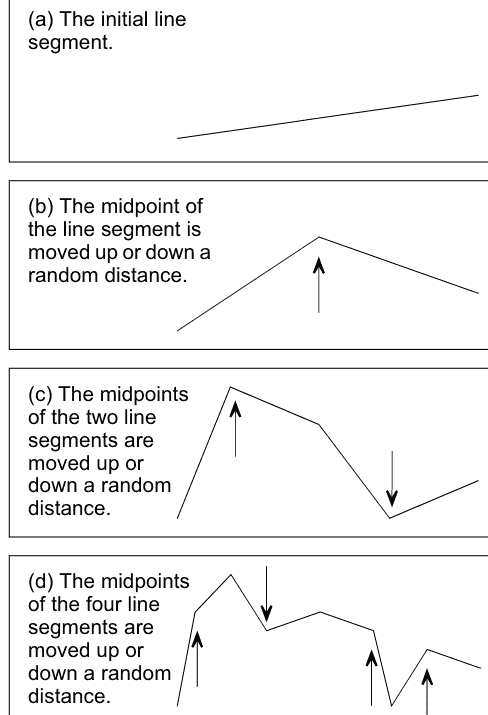 (a) The initial line
segment.
(b) The midpoint of
the line segment is
moved up or down a
random distance.
(c) The midpoints
of the two line
segments are
moved up or
down a random
distance.
(d) The midpoints
of the four line
segments are
moved up or
down a random
distance.